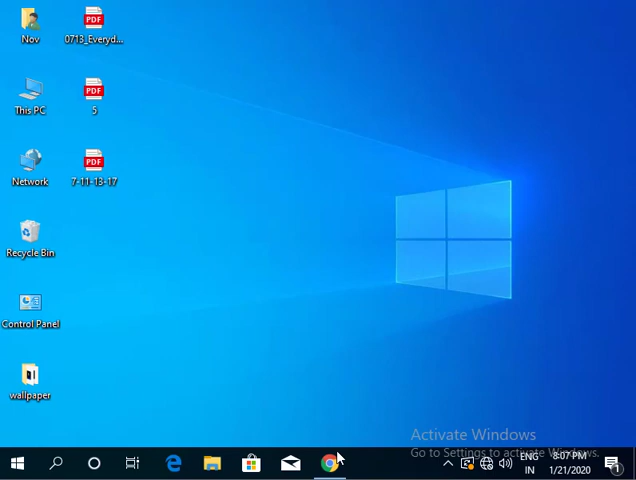 Nov
PDF
0713_Everyd...
This PC
PDF
5
Network
PDF
7-11-13-17
Recycle Bin
Control Panel
wallpaper
Activate Windows
Go to Settings to activate Windows.
ENG
IN
8:07 PM
1/21/2020
1